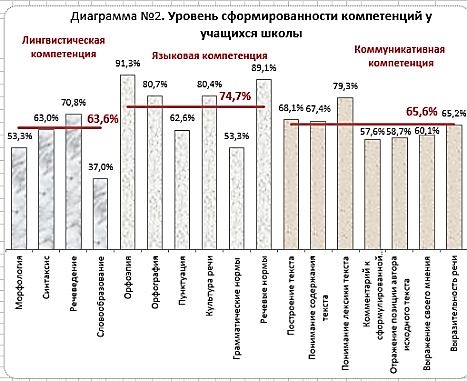 Диаграмма №2. Уровень сформированности компетенций у
учащихся школы
Лингвистическая
компетенция
Языковая компетенция
Коммуникативная
компетенция
53,3%
63,0%
70,8%
63,6%
37,0%
91,3%
80,7%
62,6%
80,4%
74,7%
53,3%
89,1%
68,1%
67,4%
79,3%
57,6%
58,7%
60,1%
65,6%
65,2%
Морфология
Синтаксис
Речеведение
Словообразование
Орфоэпия
Орфография
Пунктуация
Культура речи
Грамматические нормы
Речевые нормы
Построение текста
Понимание содержания
текста
Понимание лексики текста
Комментарий к
сформулированной…
Отражение позиции автора
исходного текста
Выражение своего мнения
Выразительность речи